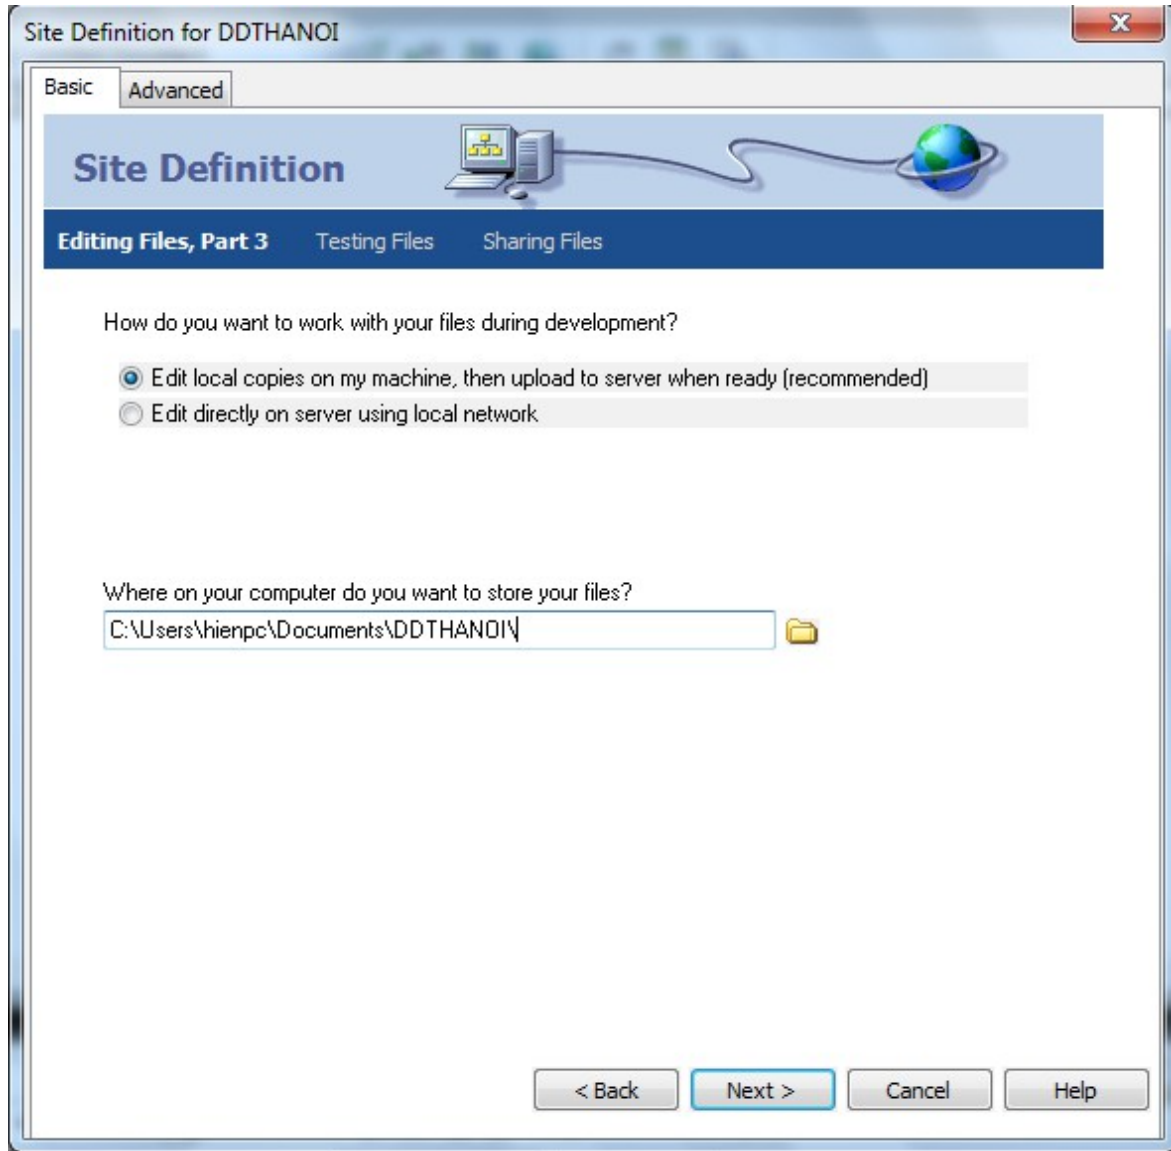 Site Definition for DDTHANOI
Basic Advanced
Site Definition
Editing Files, Part 3 Testing Files Sharing Files
How do you want to work with your files during development?
Edit local copies on my machine, then upload to server when ready (recommended)
Edit directly on server using local network
Where on your computer do you want to store your files?
C:\Users\hienpc\Documents\DDTHANOI\
< Back Next > Cancel Help